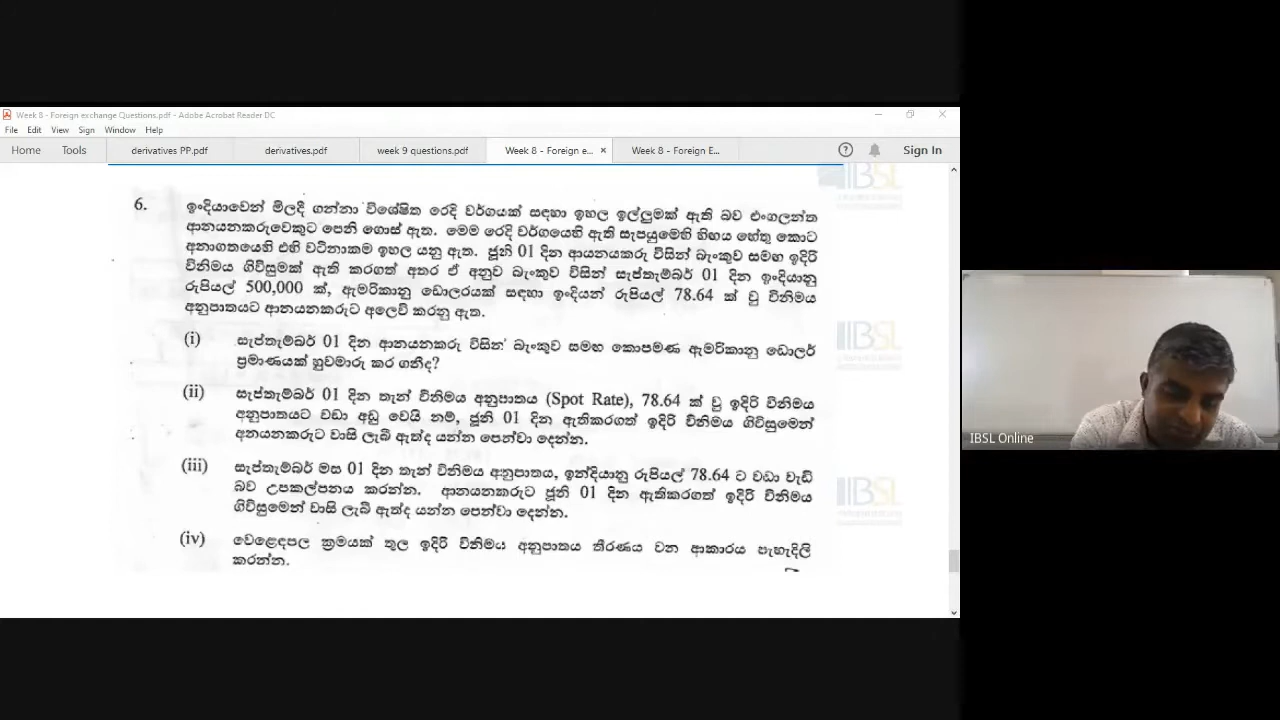 Week 8 - Foreign exchange Questions.pdf - Adobe Acrobat Reader DC
File Edit View Sign Window Help
Home Tools derivatives PP.pdf derivatives.pdf week 9 questions.pdf Week 8 - Foreign e... × Week 8 - Foreign E... Sign In
IBSL
6. ඉංදියාවෙන් මිලදී ගන්නා විශේෂිත රෙදි වර්ගයක් සඳහා ඉහල ඉල්ලුමක් ඇති බව එංගලන්ත
ආනයනකරුවෙකුට පෙනී ගොස් ඇත. මෙම රෙදි වර්ගයෙහි ඇති සැපයුමෙහි හිඟය හේතු කොට
අනාගතයෙහි එහි වටිනාකම ඉහල යනු ඇත. ජූනි 01 දින ආයනයකරු විසින් බැංකුව සමඟ ඉදිරි
විනිමය ගිවිසුමක් ඇති කරගත් අතර ඒ අනුව බැංකුව විසින් සැප්තැම්බර් 01 දින ඉංදියානු
රුපියල් 500,000 ක්, ඇමරිකානු ඩොලරයක් සඳහා ඉංදියන් රුපියල් 78.64 ක් වු විනිමය
අනුපාතයට ආනයනකරුට අලෙවි කරනු ඇත.
(i) සැප්තැම්බර් 01 දින ආනයනකරු විසින් බැංකුව සමඟ කොපමණ ඇමරිකානු ඩොලර්
ප්‍රමාණයක් හුවමාරු කර ගනීද?
IBSL
(ii) සැප්තැම්බර් 01 දින තැන් විනිමය අනුපාතය (Spot Rate), 78.64 ක් වු ඉදිරි විනිමය
අනුපාතයට වඩා අඩු වෙයි නම්, ජූනි 01 දින ඇතිකරගත් ඉදිරි විනිමය ගිවිසුමෙන්
අනයනකරුට වාසි ලැබී ඇත්ද යන්න පෙන්වා දෙන්න.
IBSL Online
(iii) සැප්තැම්බර් මස 01 දින තැන් විනිමය අනුපාතය, ඉන්දියානු රුපියල් 78.64 ට වඩා වැඩි
බව උපකල්පනය කරන්න. ආනයනකරුට ජූනි 01 දින ඇතිකරගත් ඉදිරි විනිමය
ගිවිසුමෙන් වාසි ලැබී ඇත්ද යන්න පෙන්වා දෙන්න.
IBSL
(iv) වෙළෙඳපල ක්‍රමයක් තුල ඉදිරි විනිමය අනුපාතය තීරණය වන ආකාරය පැහැදිලි
කරන්න.